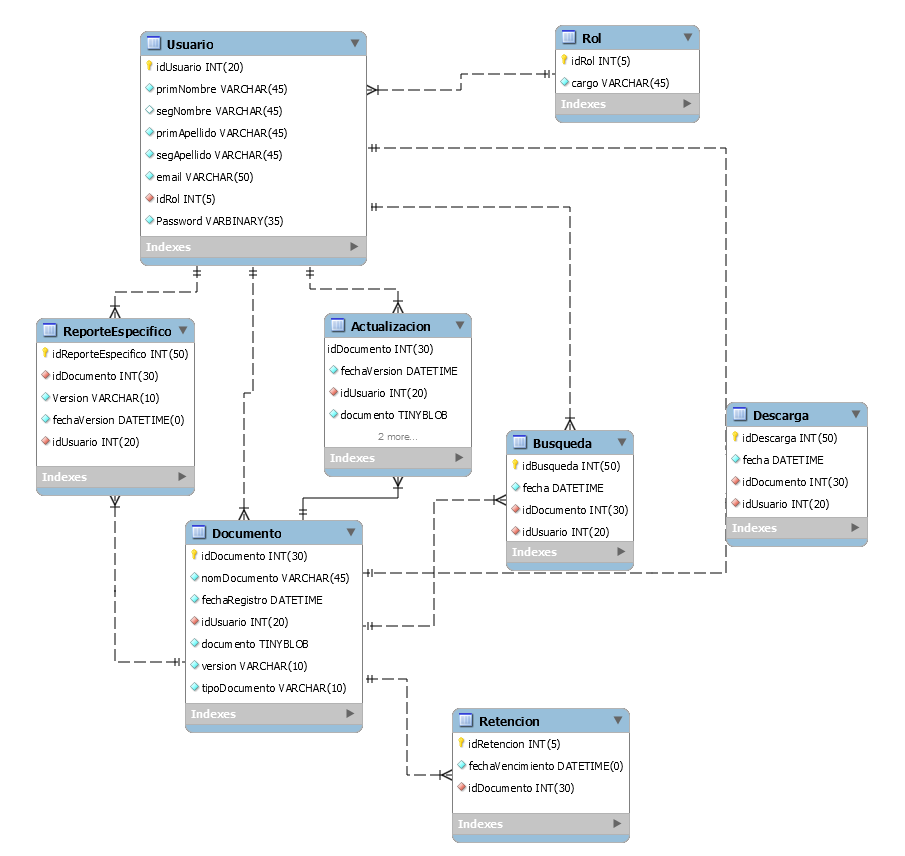 Usuario
idUsuario INT(20)
primNombre VARCHAR(45)
segNombre VARCHAR(45)
primApellido VARCHAR(45)
segApellido VARCHAR(45)
email VARCHAR(50)
idRol INT(5)
Password VARBINARY(35)
Indexes
Rol
idRol INT(5)
cargo VARCHAR(45)
Indexes
ReporteEspecifico
idReporteEspecifico INT(50)
idDocumento INT(30)
Version VARCHAR(10)
fechaVersion DATETIME(0)
idUsuario INT(20)
Indexes
Actualizacion
idDocumento INT(30)
fechaVersion DATETIME
idUsuario INT(20)
documento TINYBLOB
2 more...
Indexes
Busqueda
idBusqueda INT(50)
fecha DATETIME
idDocumento INT(30)
idUsuario INT(20)
Indexes
Descarga
idDescarga INT(50)
fecha DATETIME
idDocumento INT(30)
idUsuario INT(20)
Indexes
Documento
idDocumento INT(30)
nomDocumento VARCHAR(45)
fechaRegistro DATETIME
idUsuario INT(20)
documento TINYBLOB
version VARCHAR(10)
tipoDocumento VARCHAR(10)
Indexes
Retencion
idRetencion INT(5)
fechaVencimiento DATETIME(0)
idDocumento INT(30)
Indexes